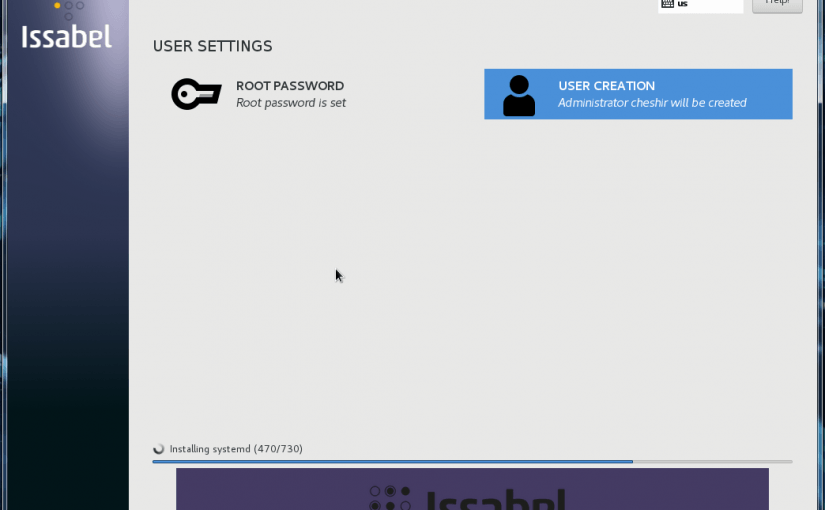 Issabel
us
Help!
USER SETTINGS
ROOT PASSWORD
Root password is set
USER CREATION
Administrator cheshir will be created
Installing systemd (470/730)
Issabel